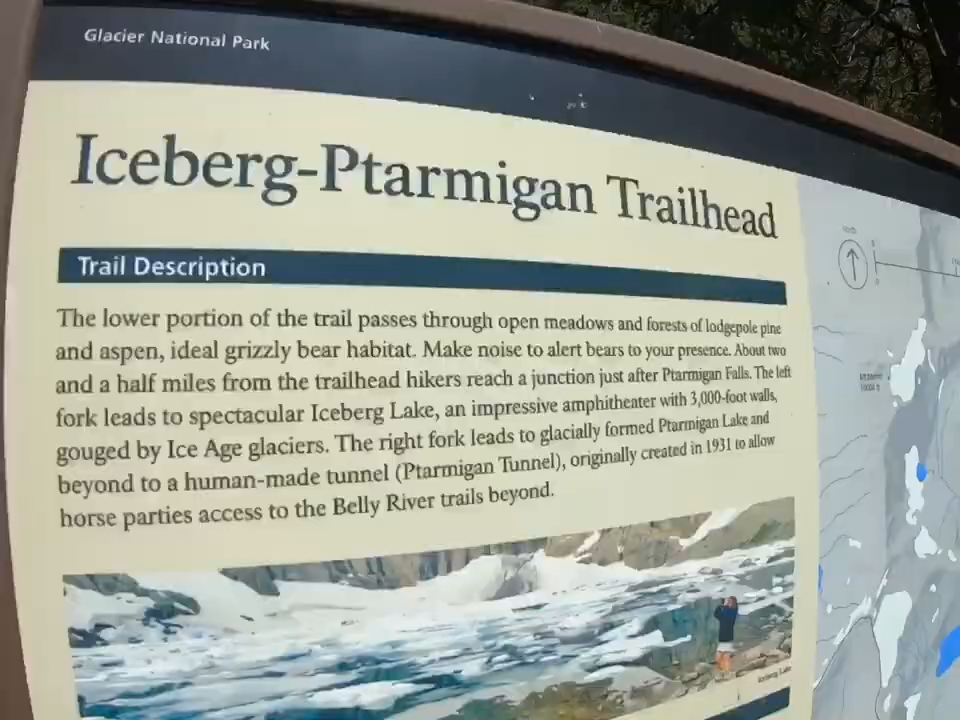 Glacier National Park
Iceberg-Ptarmigan Trailhead
Trail Description
The lower portion of the trail passes through open meadows and forests of lodgepole pine
and aspen, ideal grizzly bear habitat. Make noise to alert bears to your presence. About two
and a half miles from the trailhead hikers reach a junction just after Ptarmigan Falls. The left
fork leads to spectacular Iceberg Lake, an impressive amphitheater with 3,000-foot walls,
gouged by Ice Age glaciers. The right fork leads to glacially formed Ptarmigan Lake and
beyond to a human-made tunnel (Ptarmigan Tunnel), originally created in 1931 to allow
horse parties access to the Belly River trails beyond.
Iceberg Lake